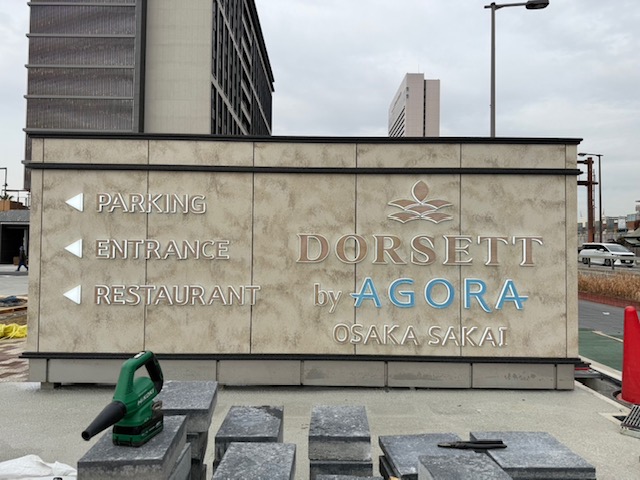 PARKING
ENTRANCE
RESTAURANT
DORSETT
by AGORA
OSAKA SAKAI